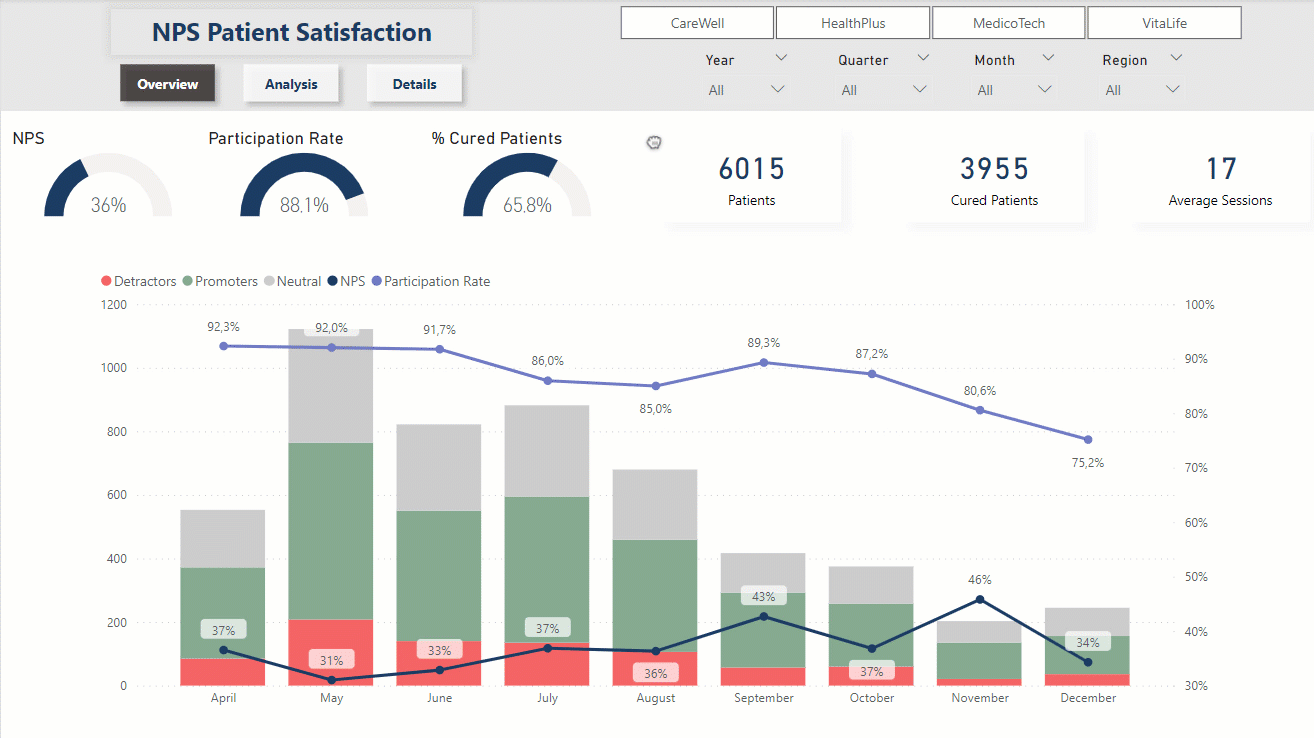 NPS Patient Satisfaction
CareWell HealthPlus MedicoTech VitaLife
Year Quarter Month Region
All All All All
Overview Analysis Details
NPS Participation Rate % Cured Patients
36% 88.1% 65.8%
6015 3955 17
Patients Cured Patients Average Sessions
Detractors Promoters Neutral NPS Participation Rate
1200
1000
800
600
400
200
0
100%
90%
80%
70%
60%
50%
40%
30%
92,3% 92,0% 91,7% 86,0% 85,0% 89,3% 87,2% 80,6% 75,2%
37% 31% 33% 37% 36% 43% 37% 46% 34%
April May June July August September October November December